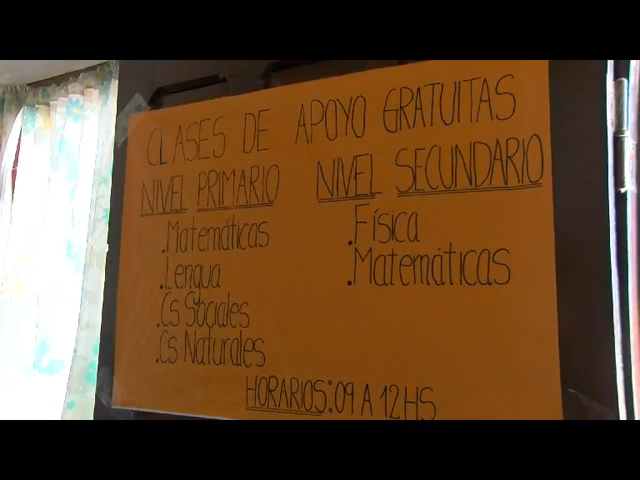 CLASES DE APOYO GRATUITAS
NIVEL PRIMARIO
.Matemáticas
.Lengua
.Cs Sociales
.Cs Naturales
NIVEL SECUNDARIO
.Física
.Matemáticas
HORARIOS: 09 A 12 HS